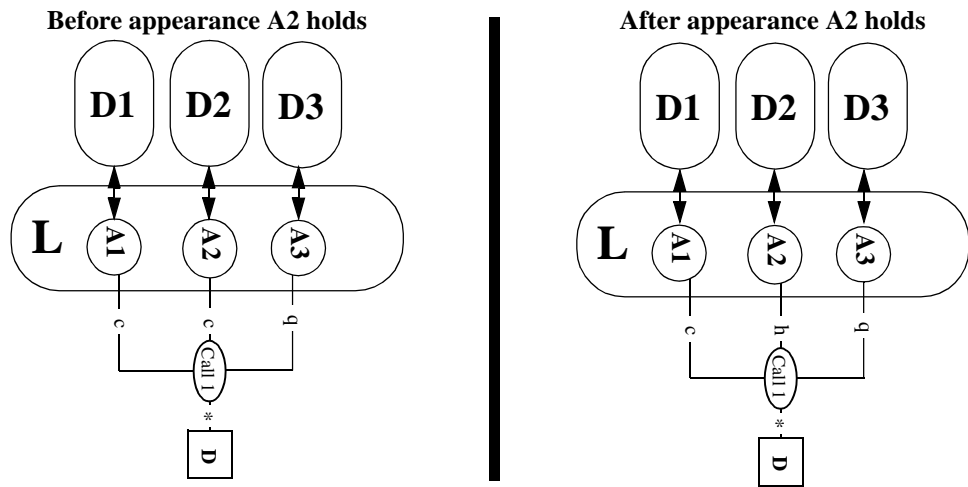 Before appearance A2 holds
D1 D2 D3
L A1 A2 A3
c c q
Call 1
*
D
After appearance A2 holds
D1 D2 D3
L A1 A2 A3
c h q
Call 1
*
D